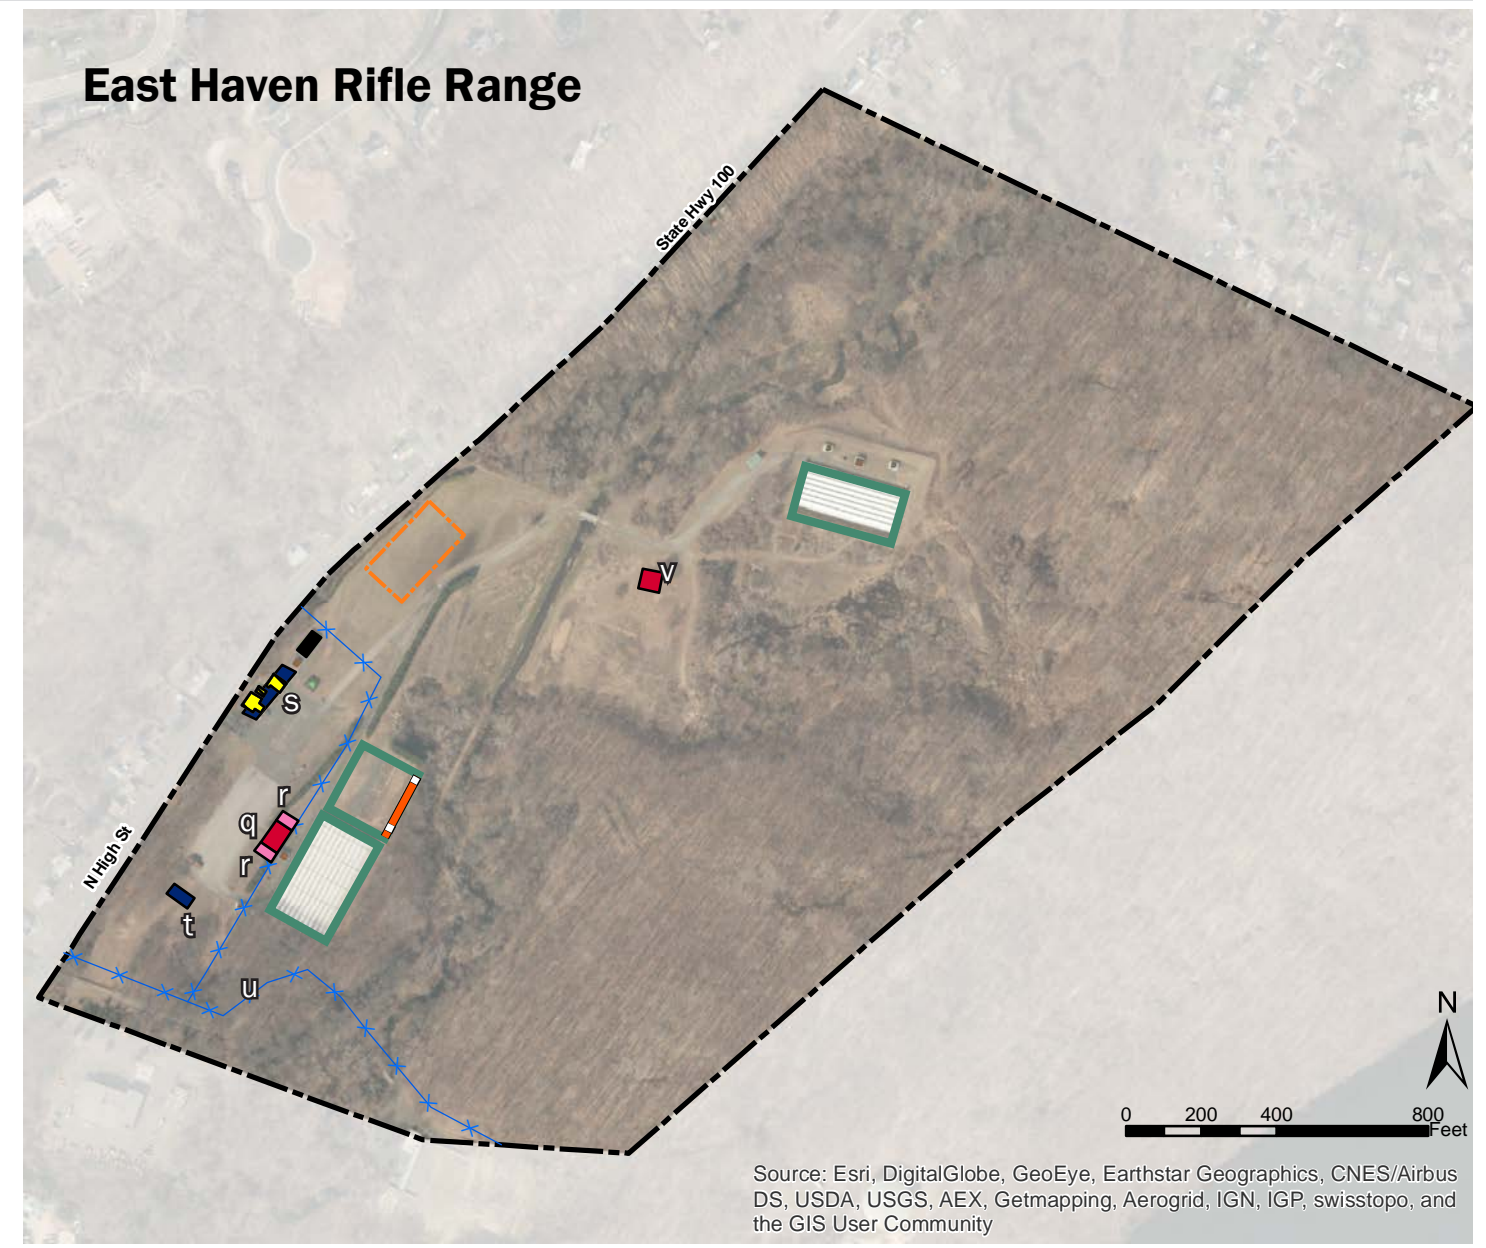 East Haven Rifle Range
State Hwy 100
v
s
r
q
r
N High St
t
u
N
0 200 400 800
Feet
Source: Esri, DigitalGlobe, GeoEye, Earthstar Geographics, CNES/Airbus
DS, USDA, USGS, AEX, Getmapping, Aerogrid, IGN, IGP, swisstopo, and
the GIS User Community